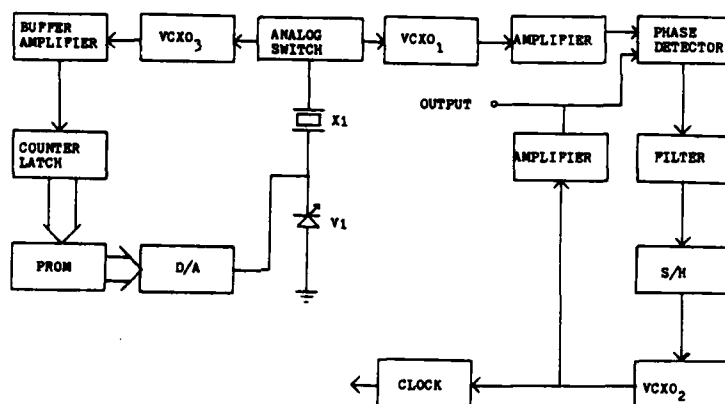 BUFFER
AMPLIFIER
VCXO3
ANALOG
SWITCH
VCXO1
AMPLIFIER
PHASE
DETECTOR
OUTPUT
X1
COUNTER
LATCH
AMPLIFIER
FILTER
V1
PROM
D/A
S/H
CLOCK
VCXO2